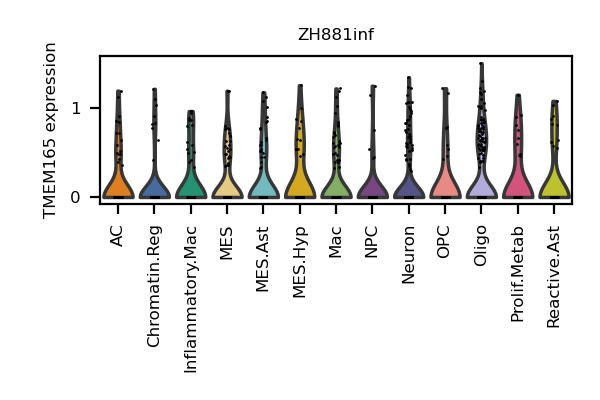 ZH881inf
TMEM165 expression
1
0
AC
Chromatin.Reg
Inflammatory.Mac
MES
MES.Ast
MES.Hyp
Mac
NPC
Neuron
OPC
Oligo
Prolif.Metab
Reactive.Ast